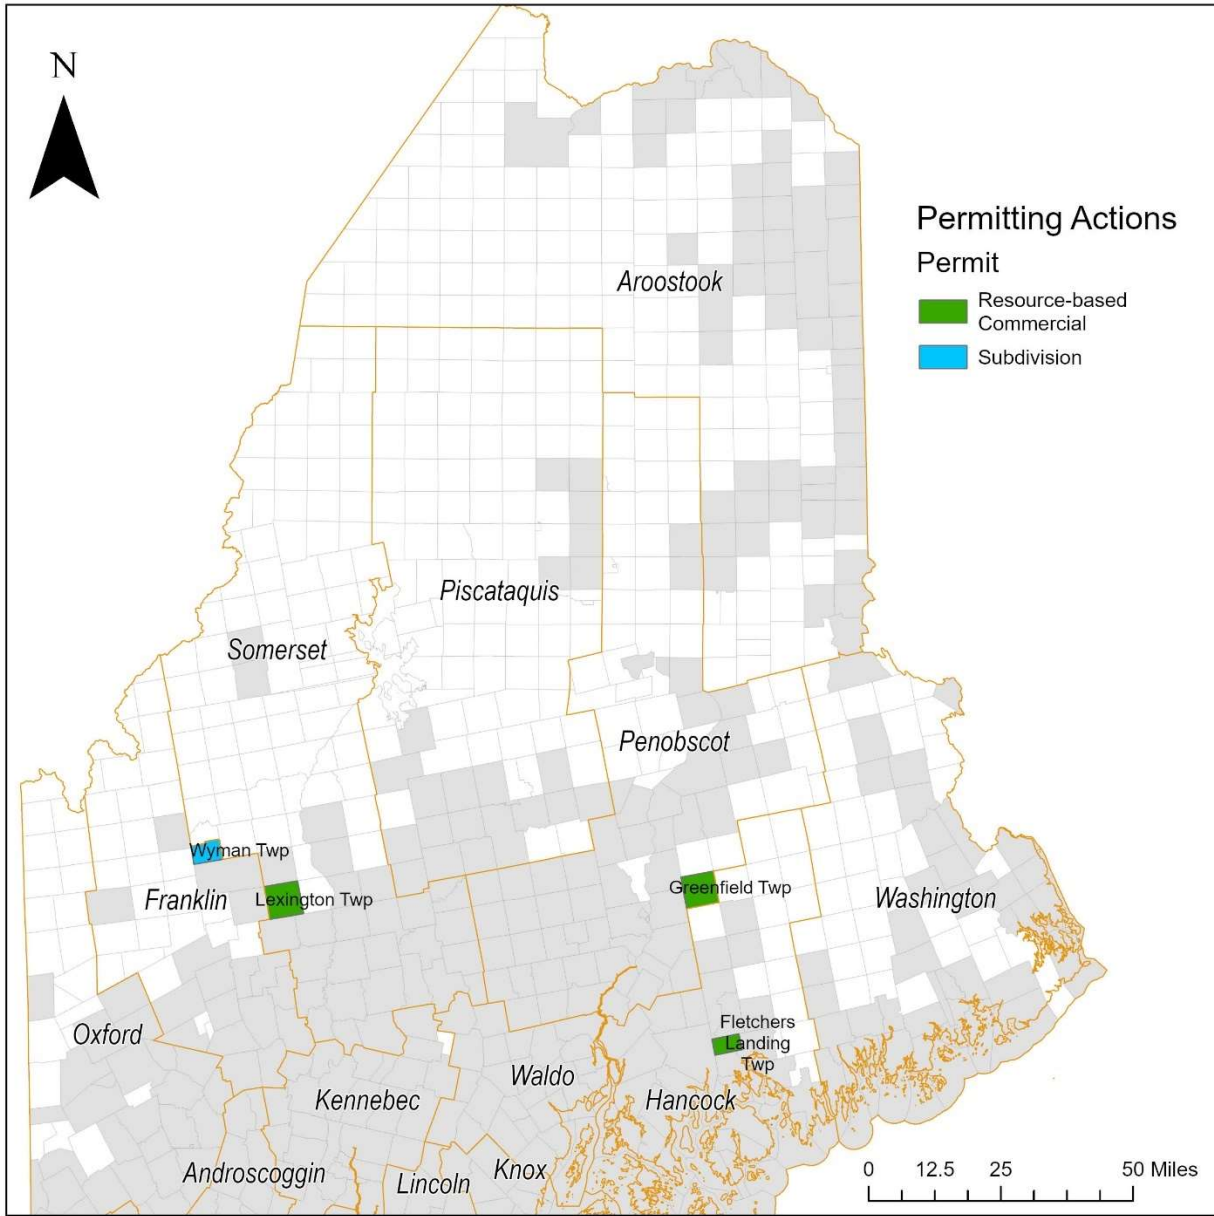 N
Permitting Actions
Permit
Resource-based
Commercial
Subdivision
Aroostook
Piscataquis
Somerset
Penobscot
Wyman Twp
Franklin
Lexington Twp
Greenfield Twp
Washington
Oxford
Fletchers
Landing
Twp
Waldo
Kennebec
Hancock
Androscoggin
Lincoln
Knox
0 12.5 25 50 Miles